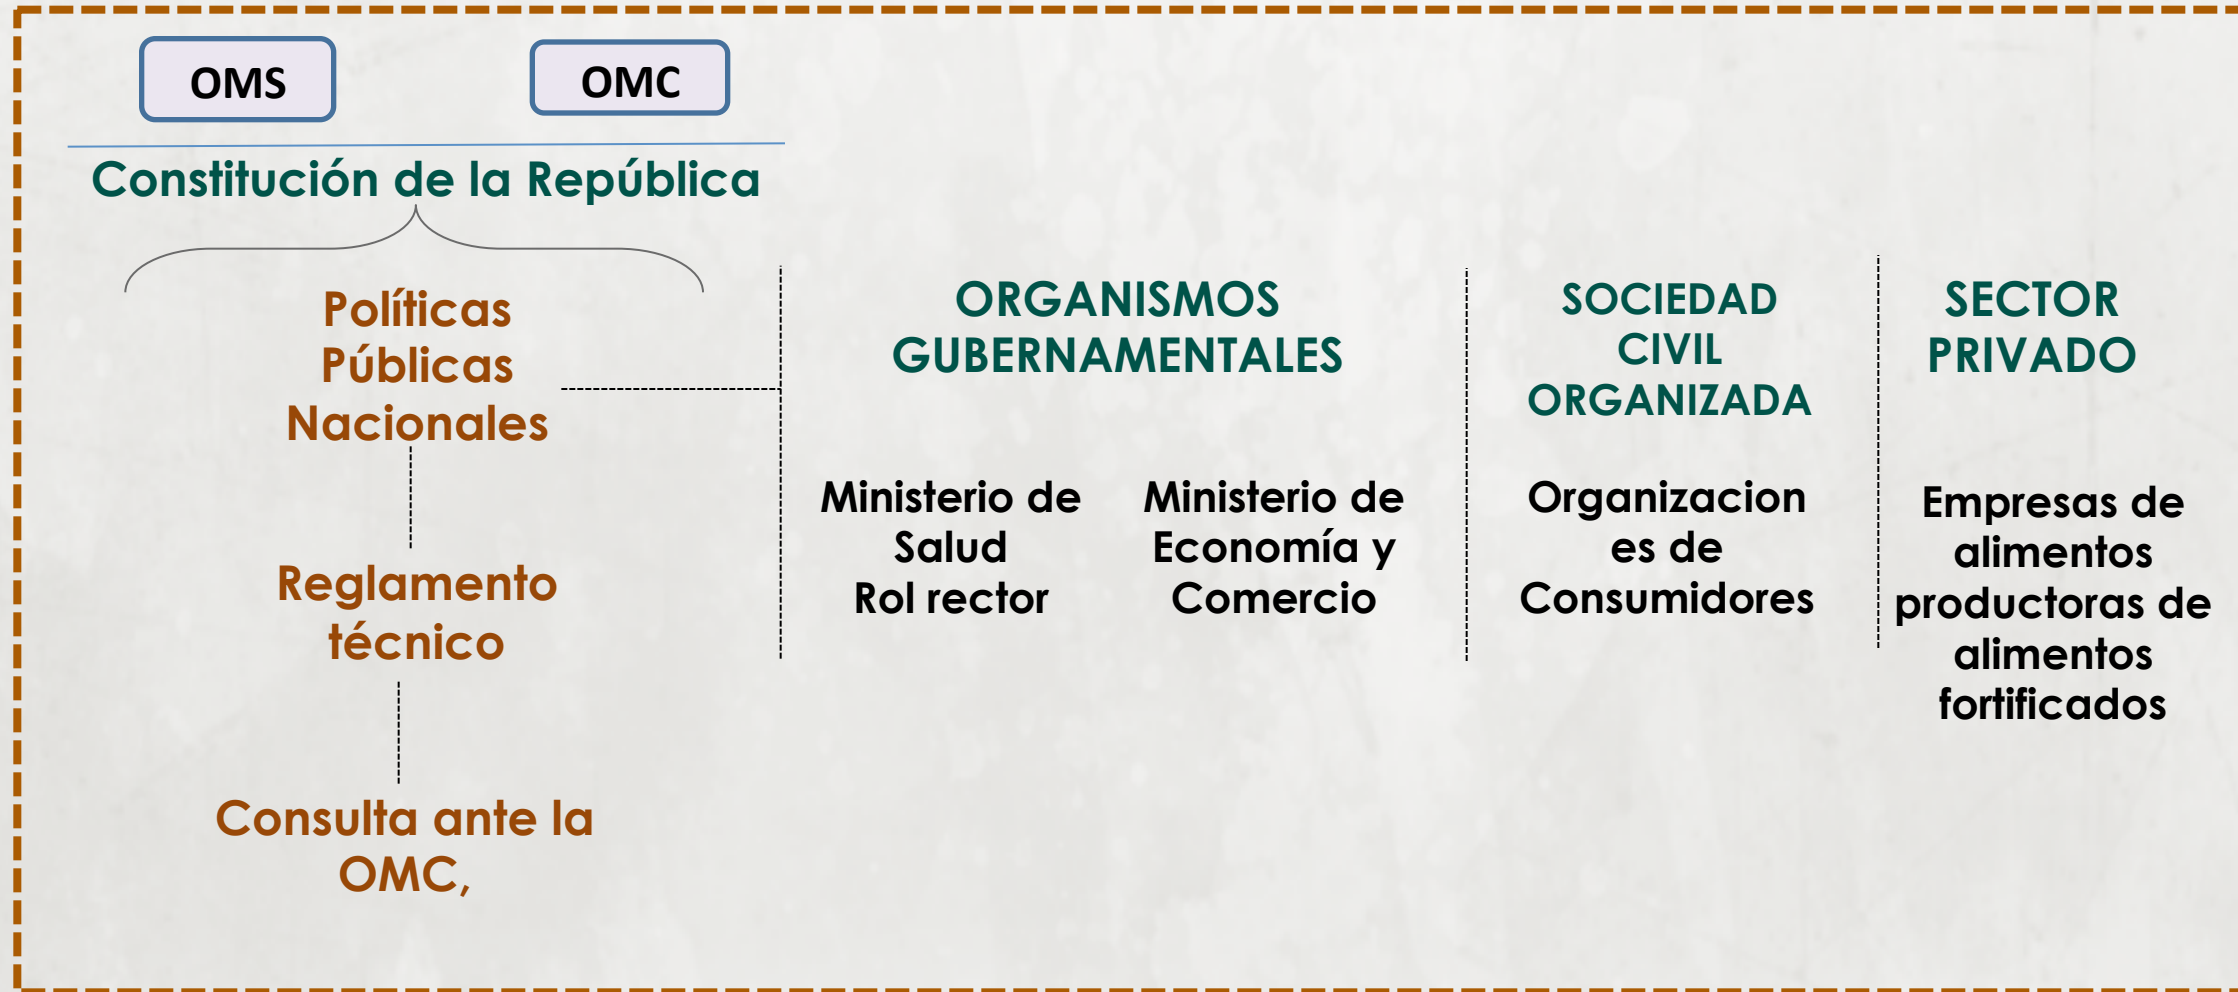 OMS
OMC
Constitución de la República
Políticas
Públicas
Nacionales
Reglamento
técnico
Consulta ante la
OMC,
ORGANISMOS
GUBERNAMENTALES
Ministerio de
Salud
Rol rector
Ministerio de
Economía y
Comercio
SOCIEDAD
CIVIL
ORGANIZADA
Organizacion
es de
Consumidores
SECTOR
PRIVADO
Empresas de
alimentos
productoras de
alimentos
fortificados